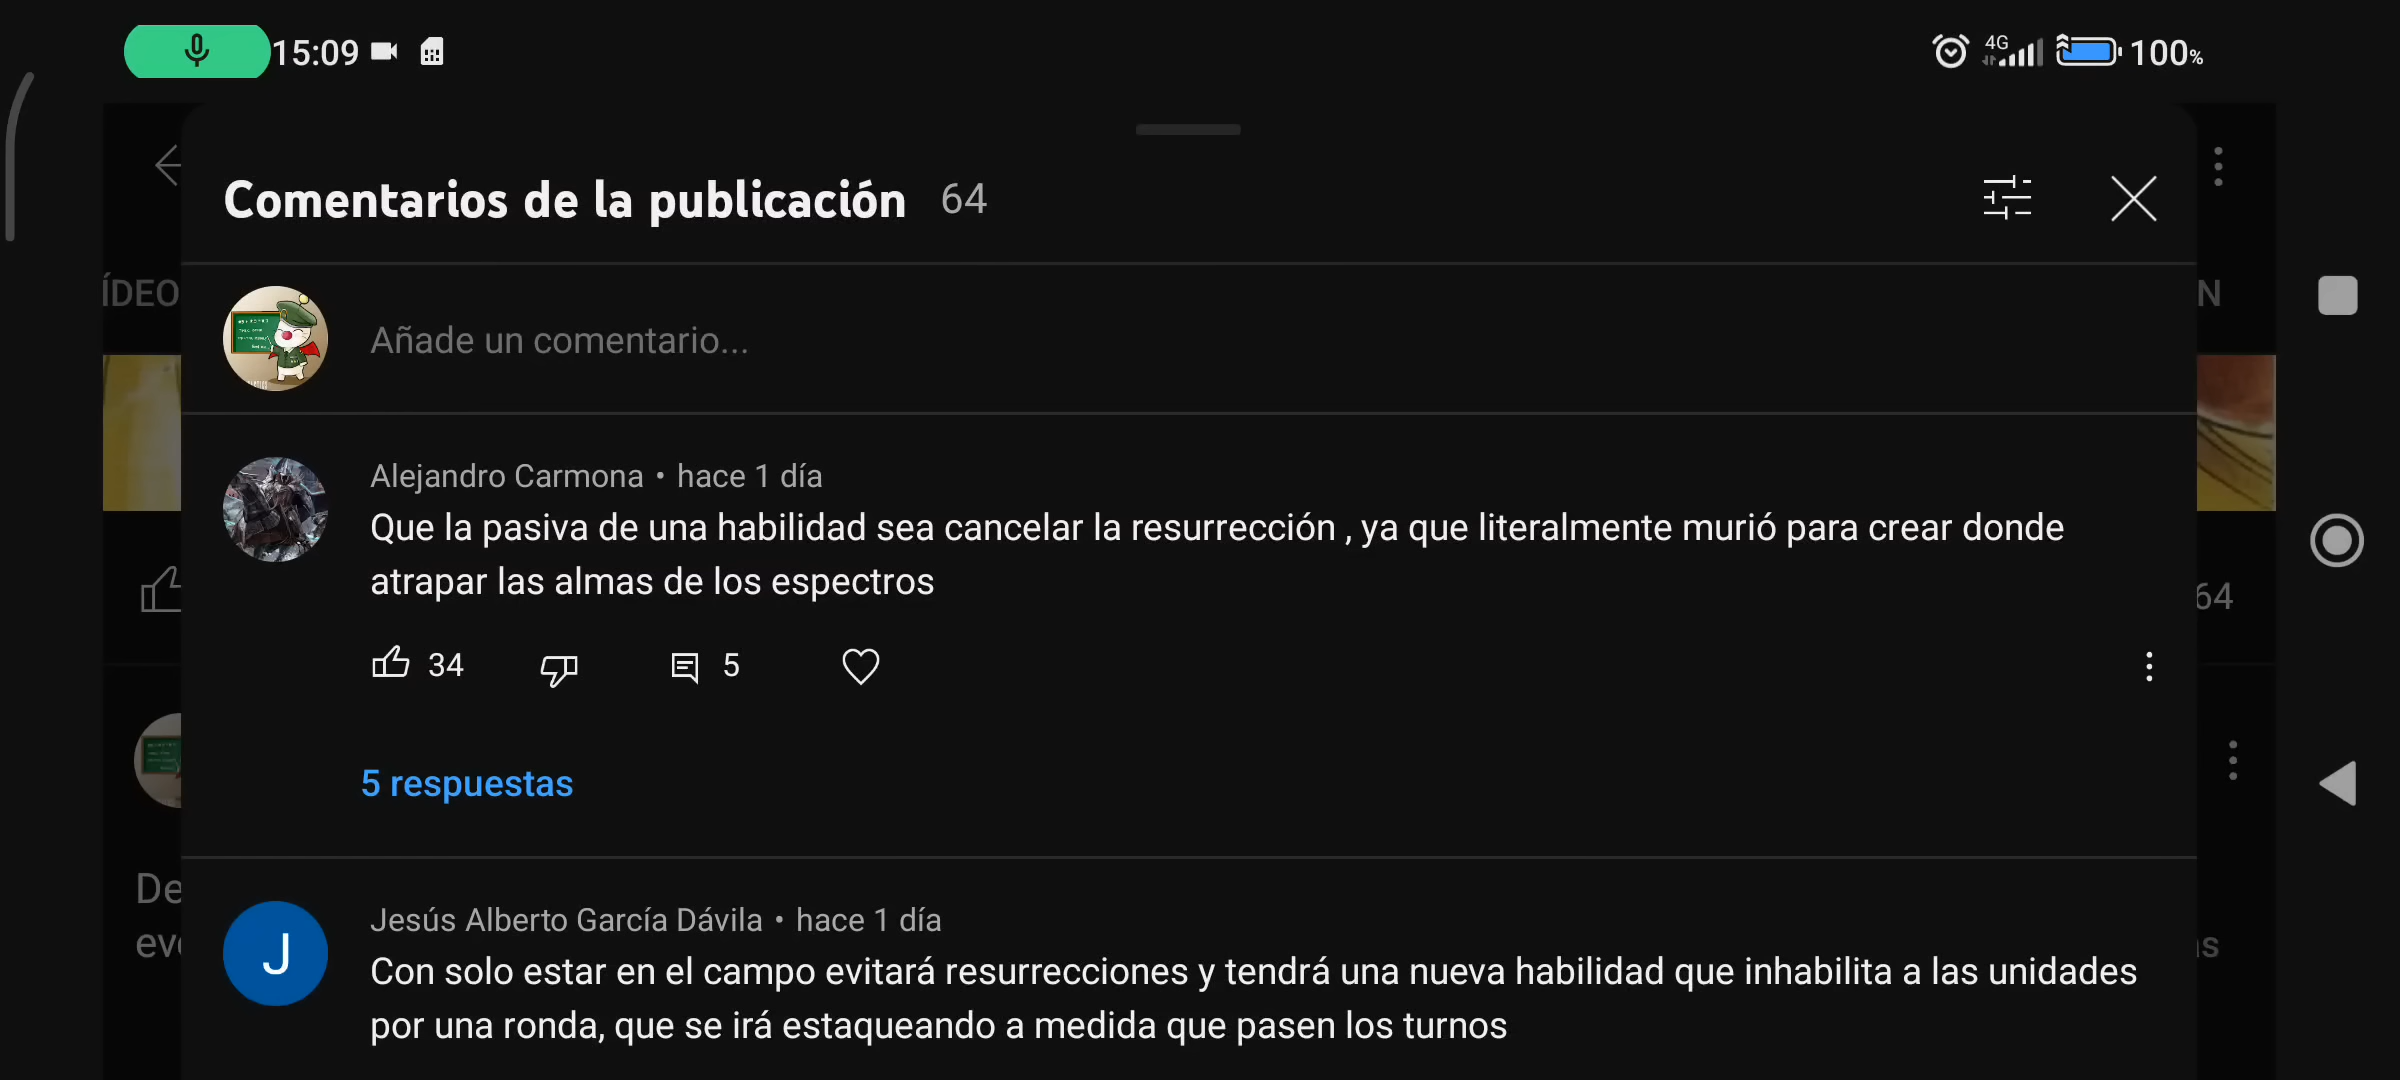 15:09
4G
100%
Comentarios de la publicación 64
ÍDEO
N
Añade un comentario...
Alejandro Carmona • hace 1 día
Que la pasiva de una habilidad sea cancelar la resurrección , ya que literalmente murió para crear donde
atrapar las almas de los espectros
64
34
5
5 respuestas
De
Jesús Alberto García Dávila • hace 1 día
J
Con solo estar en el campo evitará resurrecciones y tendrá una nueva habilidad que inhabilita a las unidades
por una ronda, que se irá estaqueando a medida que pasen los turnos